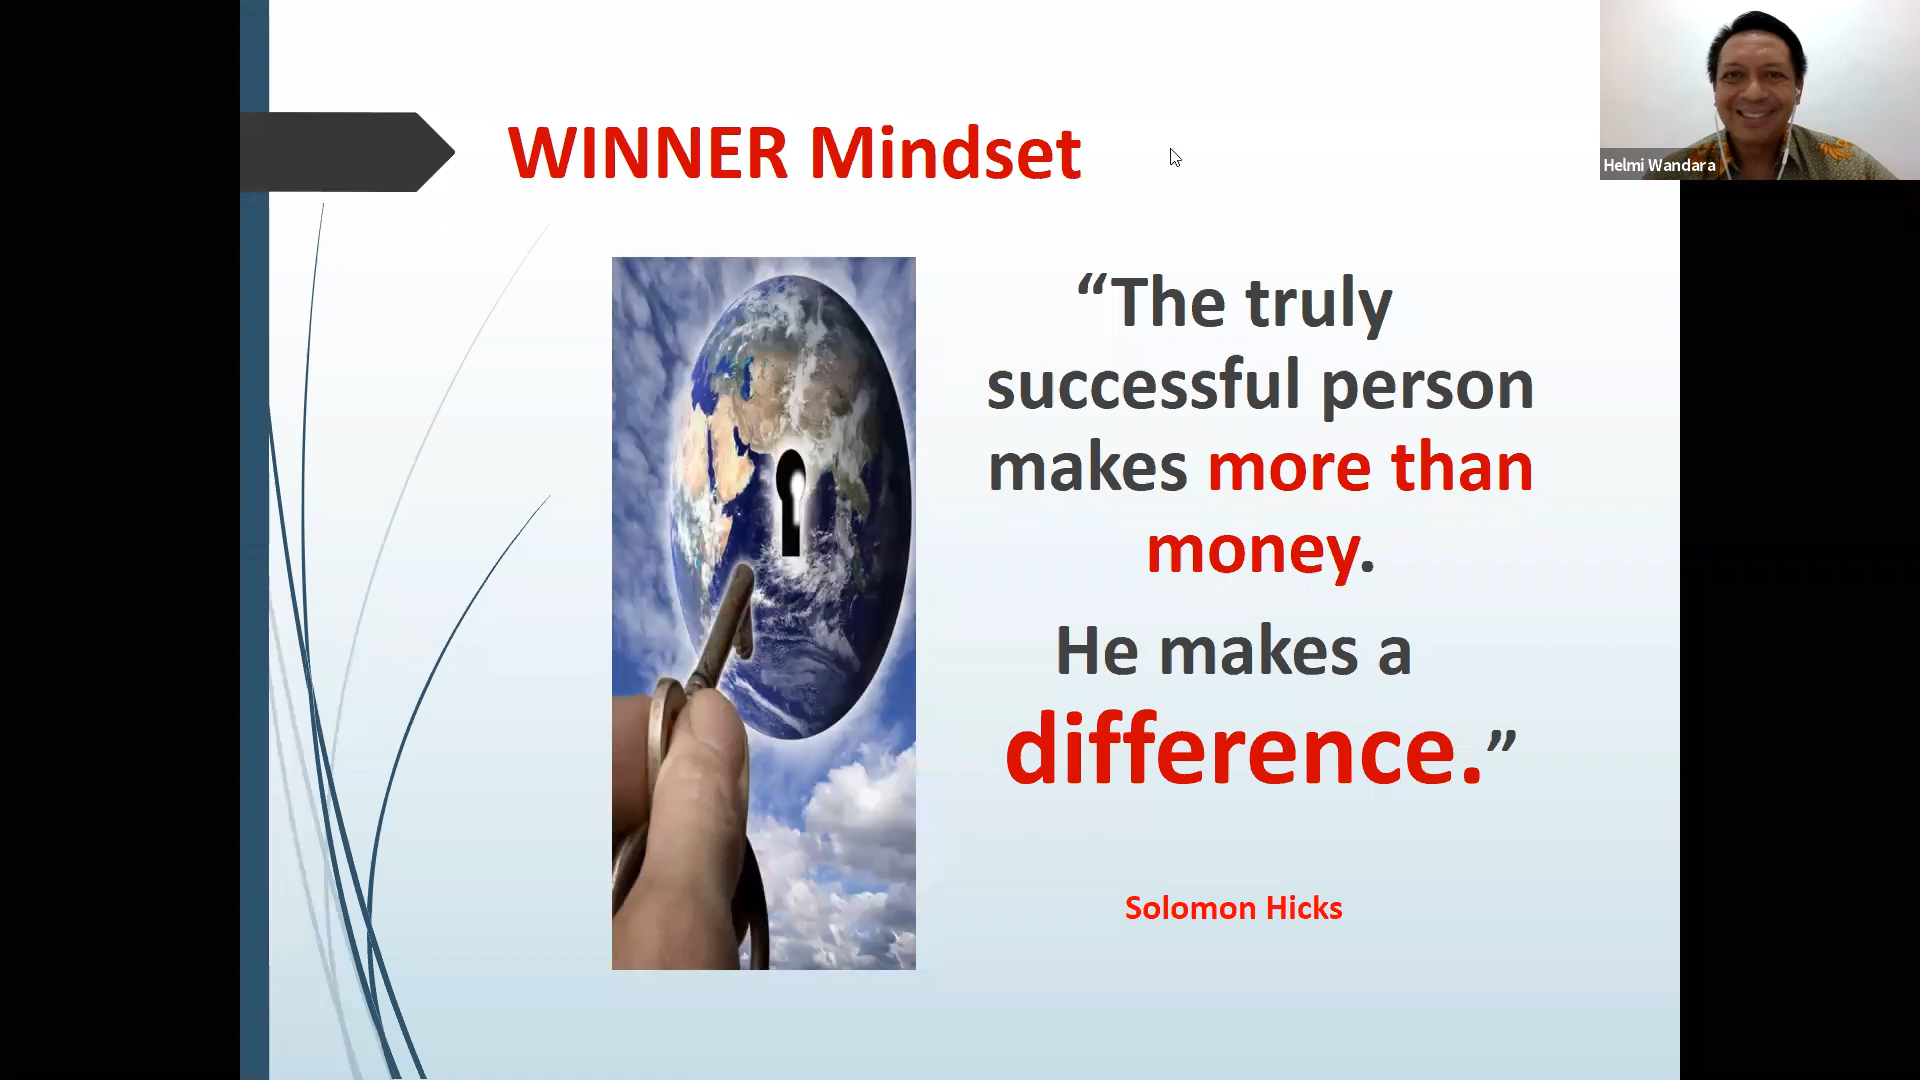 WINNER Mindset
Helmi Wandara
“The truly
successful person
makes more than
money.
He makes a
difference.”
Solomon Hicks